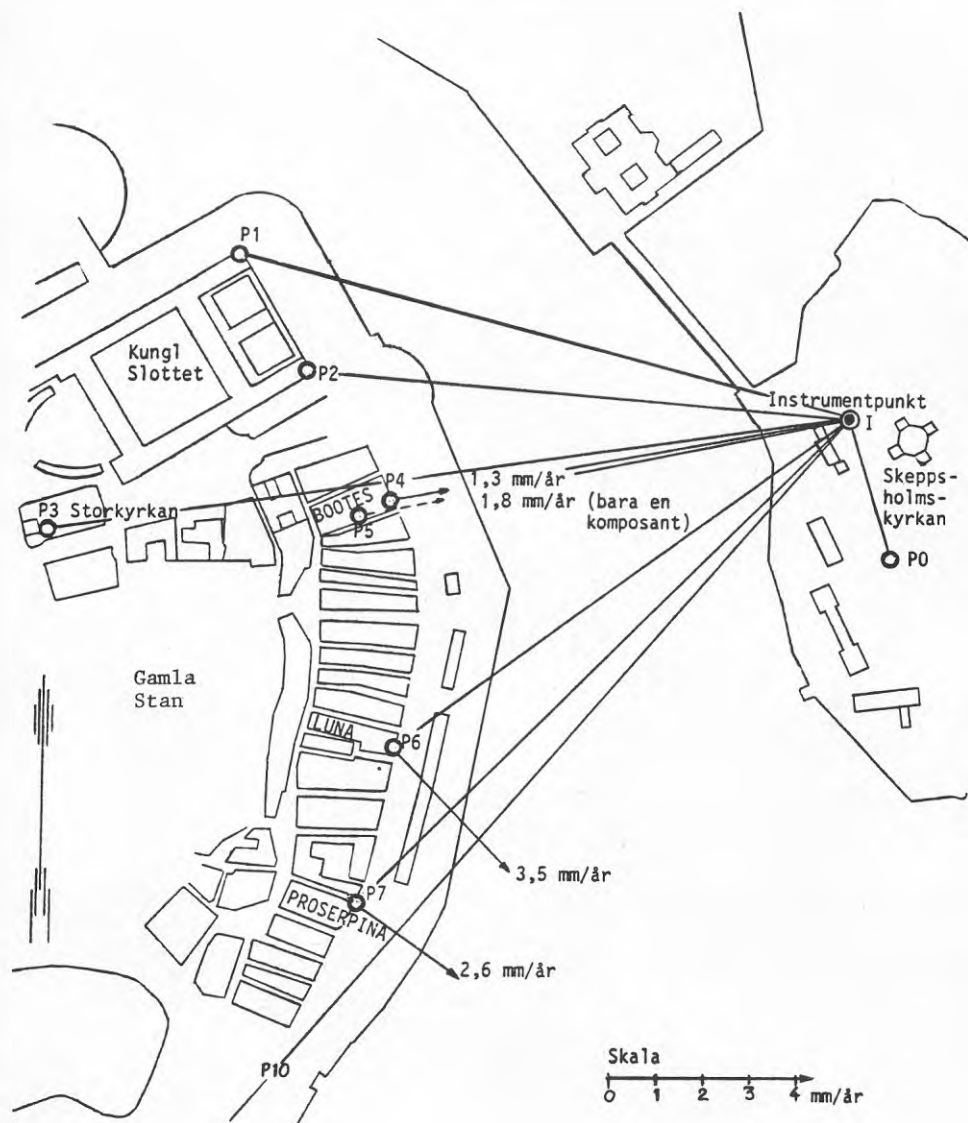 P1
Kungl
Slottet
P2
Instrumentpunkt
I
Skepps-
holms-
kyrkan
P0
P3 Storkyrkan
BOOTES
P4
P5
1,3 mm/år
1,8 mm/år (bara en
komposant)
Gamla
Stan
LUNA
P6
3,5 mm/år
P7
PROSERPINA
2,6 mm/år
P10
Skala
0 1 2 3 4 mm/år